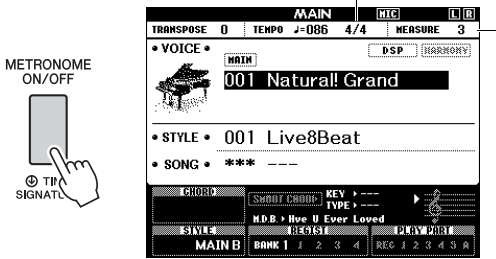 METRONOME
ON/OFF
TIM
SIGNATU
MAIN MIC L R
TRANSPOSE 0 TEMPO ♩=086 4/4 MEASURE 3
• VOICE • DSP HARMONY
MAIN
001 Natural! Grand
• STYLE • 001 Live8Beat
• SONG • *** ---
CHORD SMART CHORD KEY ▸ ---
TYPE ▸ ---
M.D.B. ▸ Hve U Ever Loved
STYLE REGIST PLAY PART
MAIN B BANK 1 1 2 3 4 REC 1 2 3 4 5 A